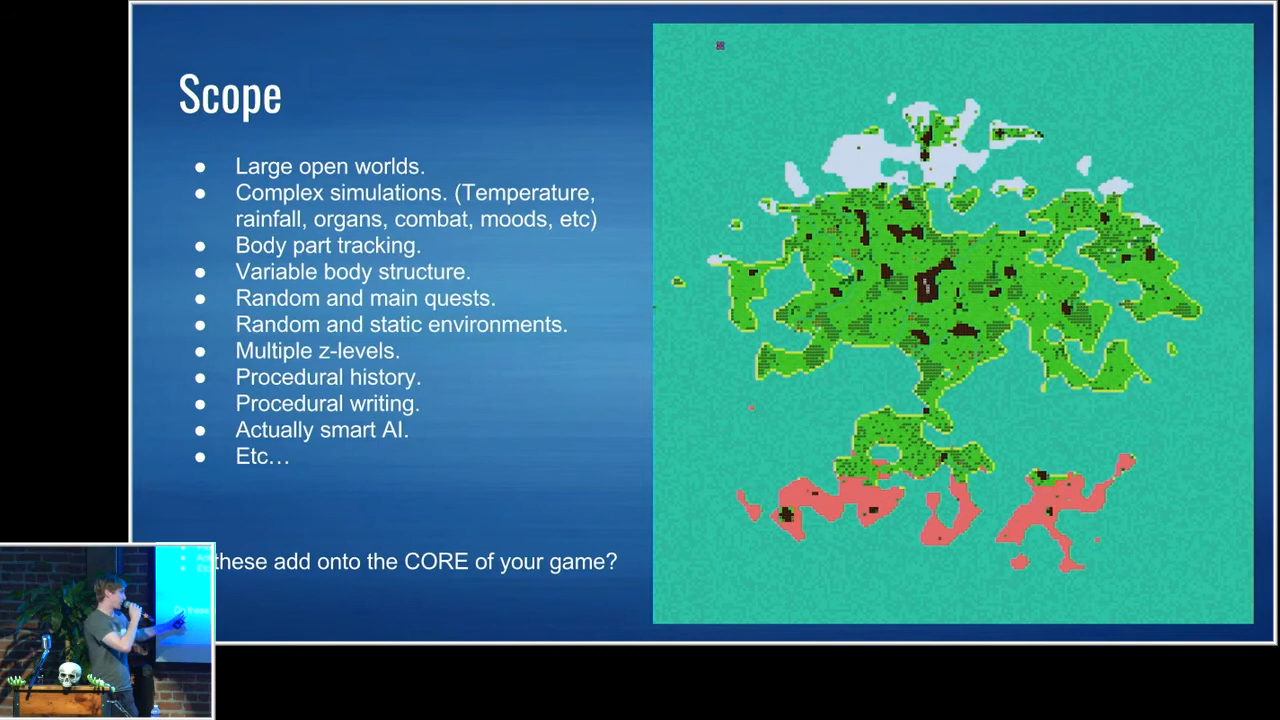 Scope
● Large open worlds.
● Complex simulations. (Temperature,
rainfall, organs, combat, moods, etc)
● Body part tracking.
● Variable body structure.
● Random and main quests.
● Random and static environments.
● Multiple z-levels.
● Procedural history.
● Procedural writing.
● Actually smart AI.
● Etc…
these add onto the CORE of your game?
Do these